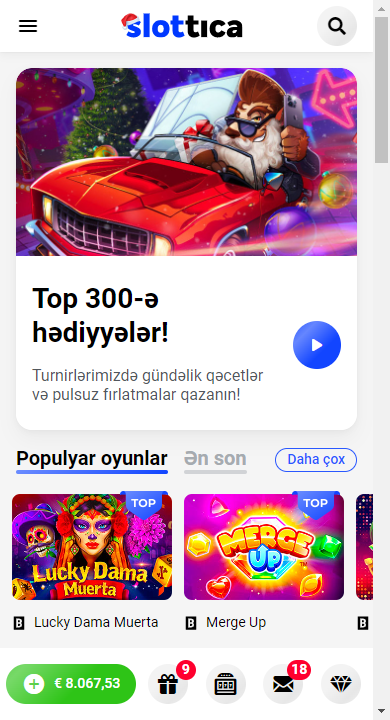 slottica
Top 300-ə
hədiyyələr!
Turnirlərimizdə gündəlik qəcetlər
və pulsuz fırlatmalar qazanın!
Populyar oyunlar
Ən son
Daha çox
TOP
TOP
Lucky Dama
Muerta
MERGE
UP
B Lucky Dama Muerta
B Merge Up
B
€ 8.067,53
9
18